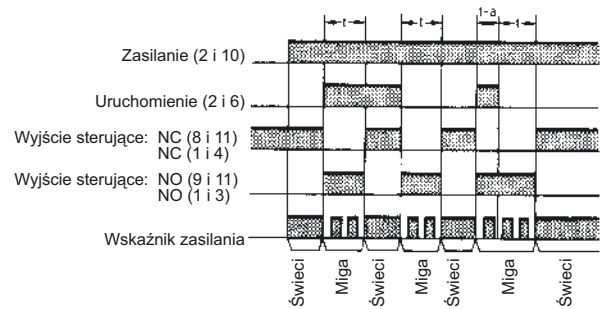 t t t-a t
Zasilanie (2 i 10)
Uruchomienie (2 i 6)
Wyjście sterujące: NC (8 i 11)
NC (1 i 4)
Wyjście sterujące: NO (9 i 11)
NO (1 i 3)
Wskaźnik zasilania
Świeci Miga Świeci Miga Świeci Miga Świeci